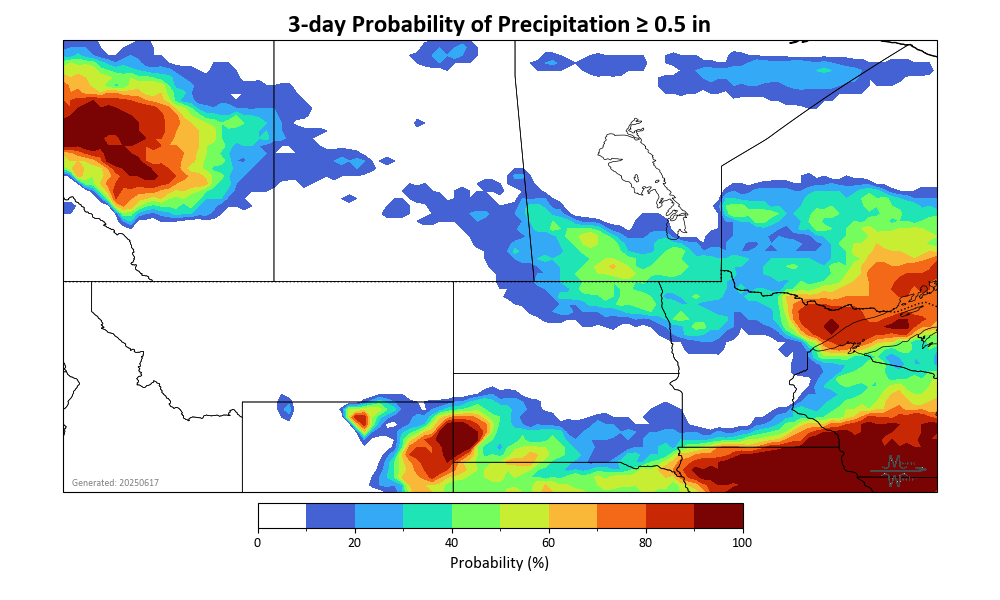 3-day Probability of Precipitation ≥ 0.5 in
Generated: 20250617
0 20 40 60 80 100
Probability (%)